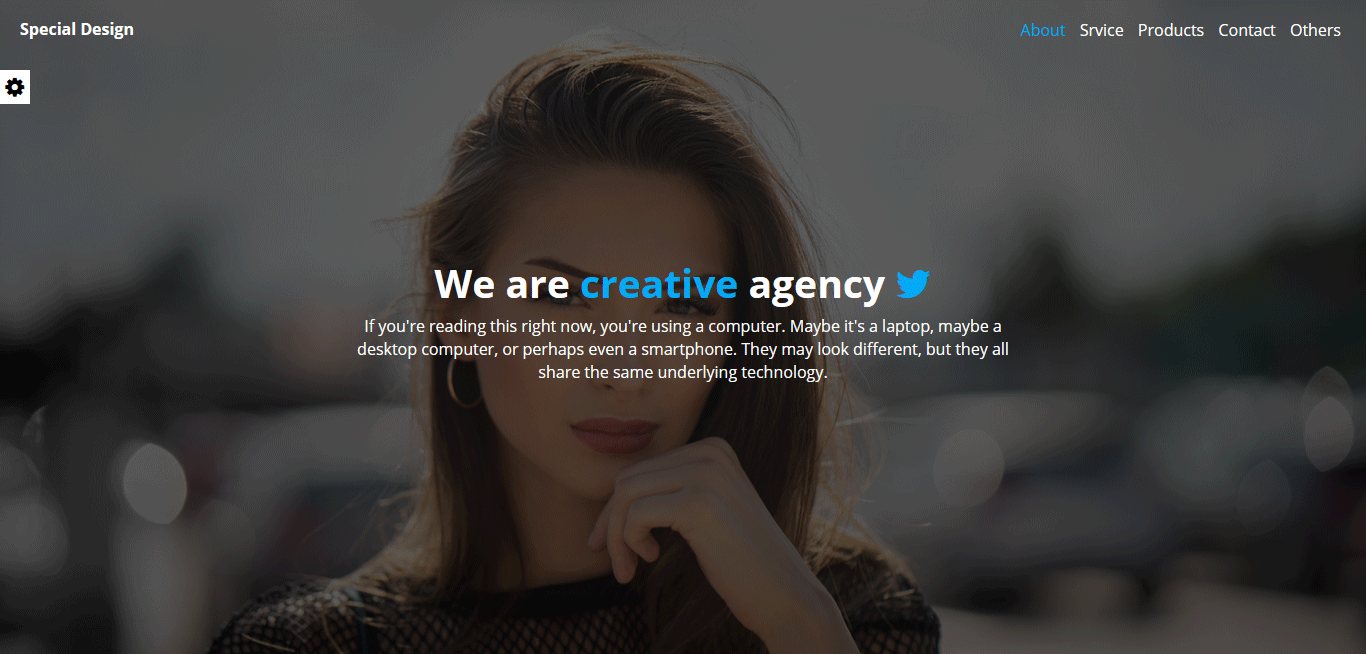 Special Design
About Srvice Products Contact Others
We are creative agency
If you're reading this right now, you're using a computer. Maybe it's a laptop, maybe a
desktop computer, or perhaps even a smartphone. They may look different, but they all
share the same underlying technology.